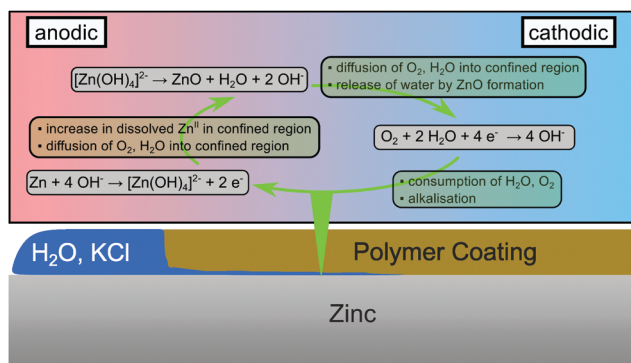 anodic
cathodic
[Zn(OH)₄]²⁻ → ZnO + H₂O + 2 OH⁻
▪ diffusion of O₂, H₂O into confined region
▪ release of water by ZnO formation
▪ increase in dissolved Znᴵᴵ in confined region
▪ diffusion of O₂, H₂O into confined region
O₂ + 2 H₂O + 4 e⁻ → 4 OH⁻
Zn + 4 OH⁻ → [Zn(OH)₄]²⁻ + 2 e⁻
▪ consumption of H₂O, O₂
▪ alkalisation
H₂O, KCl
Polymer Coating
Zinc